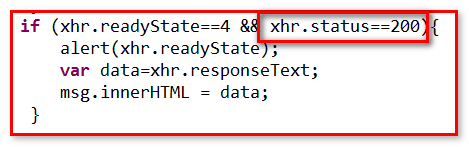 if (xhr.readyState==4 && xhr.status==200){
alert(xhr.readyState);
var data=xhr.responseText;
msg.innerHTML = data;
}